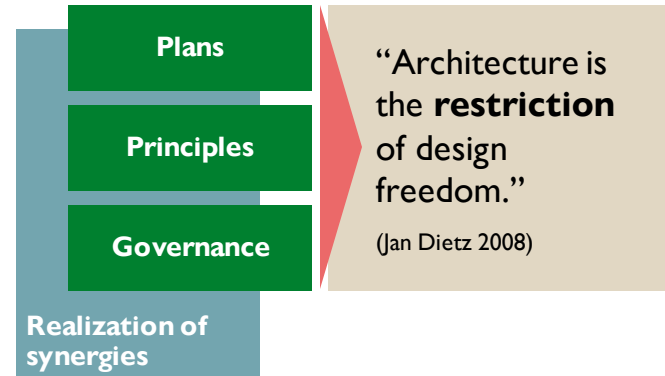 Plans
Principles
Governance
Realization of
synergies
“Architecture is
the restriction
of design
freedom.”
(Jan Dietz 2008)